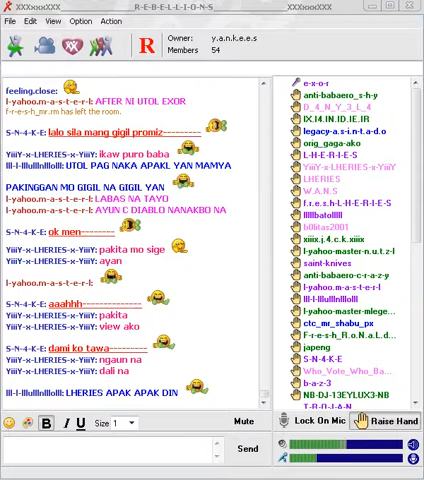 XXXxooXXX R-E-B-E-L-L-I-O-N-S XXXxooXXX
Action Edit View Option Action
R
Owner: y.a.n.k.e.e.s
Members 54
feeling.close:
l-yahoo.m-a-s-t-e-r-l: AFTER NI UTOL EXOR
f-r-e-s-h_mr.rm has left the room.
S-N-4-K-E: lalo sila mang gigil promiz---------
YiiiY-x-LHERIES-x-YiiiY: ikaw puro baba
lll-l-lllulllnlllolll: UTOL PAG NAKA APAKL YAN MAMYA
PAKINGGAN MO GIGIL NA GIGIL YAN
l-yahoo.m-a-s-t-e-r-l: LABAS NA TAYO
l-yahoo.m-a-s-t-e-r-l: AYUN C DIABLO NANAKBO NA
S-N-4-K-E: ok men--------
YiiiY-x-LHERIES-x-YiiiY: pakita mo sige
YiiiY-x-LHERIES-x-YiiiY: ayan
l-yahoo.m-a-s-t-e-r-l:
S-N-4-K-E: aaahhh--------------
YiiiY-x-LHERIES-x-YiiiY: pakita
YiiiY-x-LHERIES-x-YiiiY: view ako
S-N-4-K-E: dami ko tawa---------
YiiiY-x-LHERIES-x-YiiiY: ngaun na
YiiiY-x-LHERIES-x-YiiiY: dali na
lll-l-lllulllnlllolll: LHERIES APAK APAK DIN
e-x-o-r
anti-babaero_s-h-y
D_4_N_Y_3_L_4
IX.I4.IN.ID.IE.IR
legacy-a.s.i.n.t.a.d.o
orig_gaga-ako
L-H-E-R-I-E-S
YiiiY-x-LHERIES-x-YiiiY
LHERIES
W.A.N.S
f.r.e.s.h-L-H-E-R-I-E-S
lllllbatolllll
b0litas2001
xiiix.j.4.c.k.xiiix
l-yahoo-master-n.u.t.z-l
saint-knives
anti-babaero-c-r-a-z-y
l-yahoo.m-a-s-t-e-r-l
lll-l-lllulllnlllolll
l-yahoo-master-mlege...
ctc_mr_shabu_px
F-r-e-s-h_R.o.N.a.L.d...
japeng
S-N-4-K-E
Who_Vote_Who_Ba...
b-a-z-3
NB-DJ-13EYLUX3-NB
T-R-O-J-A-N
B I U Size 1 Mute
Lock On Mic Raise Hand
Send